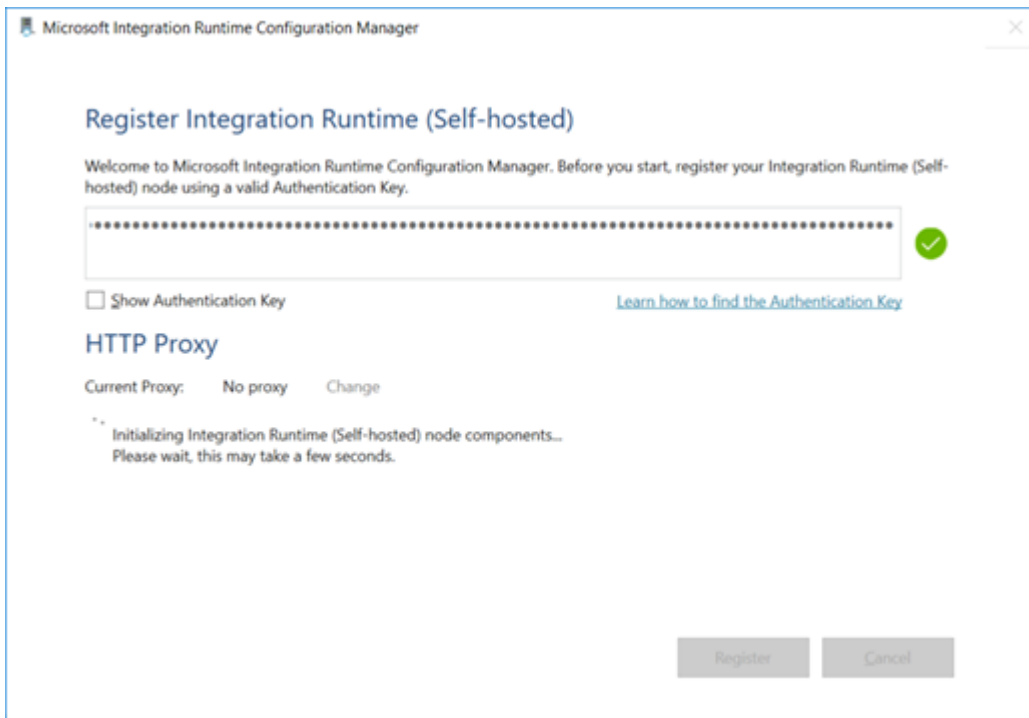 Microsoft Integration Runtime Configuration Manager
Register Integration Runtime (Self-hosted)
Welcome to Microsoft Integration Runtime Configuration Manager. Before you start, register your Integration Runtime (Self-
hosted) node using a valid Authentication Key.
Show Authentication Key
Learn how to find the Authentication Key
HTTP Proxy
Current Proxy: No proxy Change
Initializing Integration Runtime (Self-hosted) node components...
Please wait, this may take a few seconds.
Register Cancel